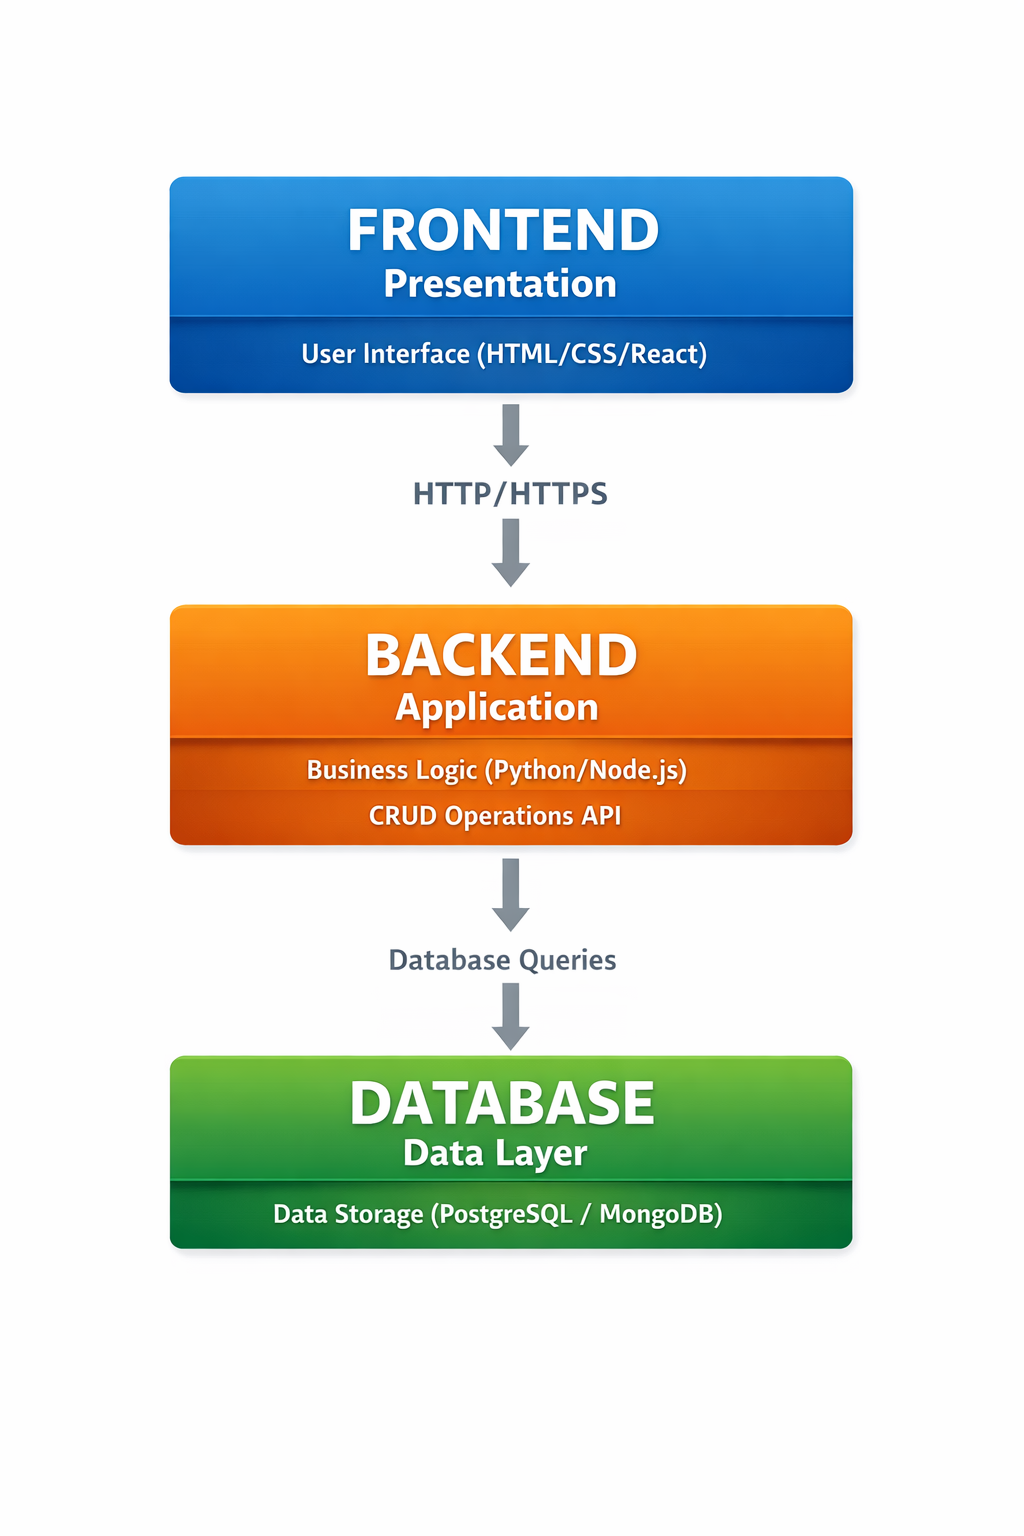 FRONTEND
Presentation
User Interface (HTML/CSS/React)
HTTP/HTTPS
BACKEND
Application
Business Logic (Python/Node.js)
CRUD Operations API
Database Queries
DATABASE
Data Layer
Data Storage (PostgreSQL / MongoDB)